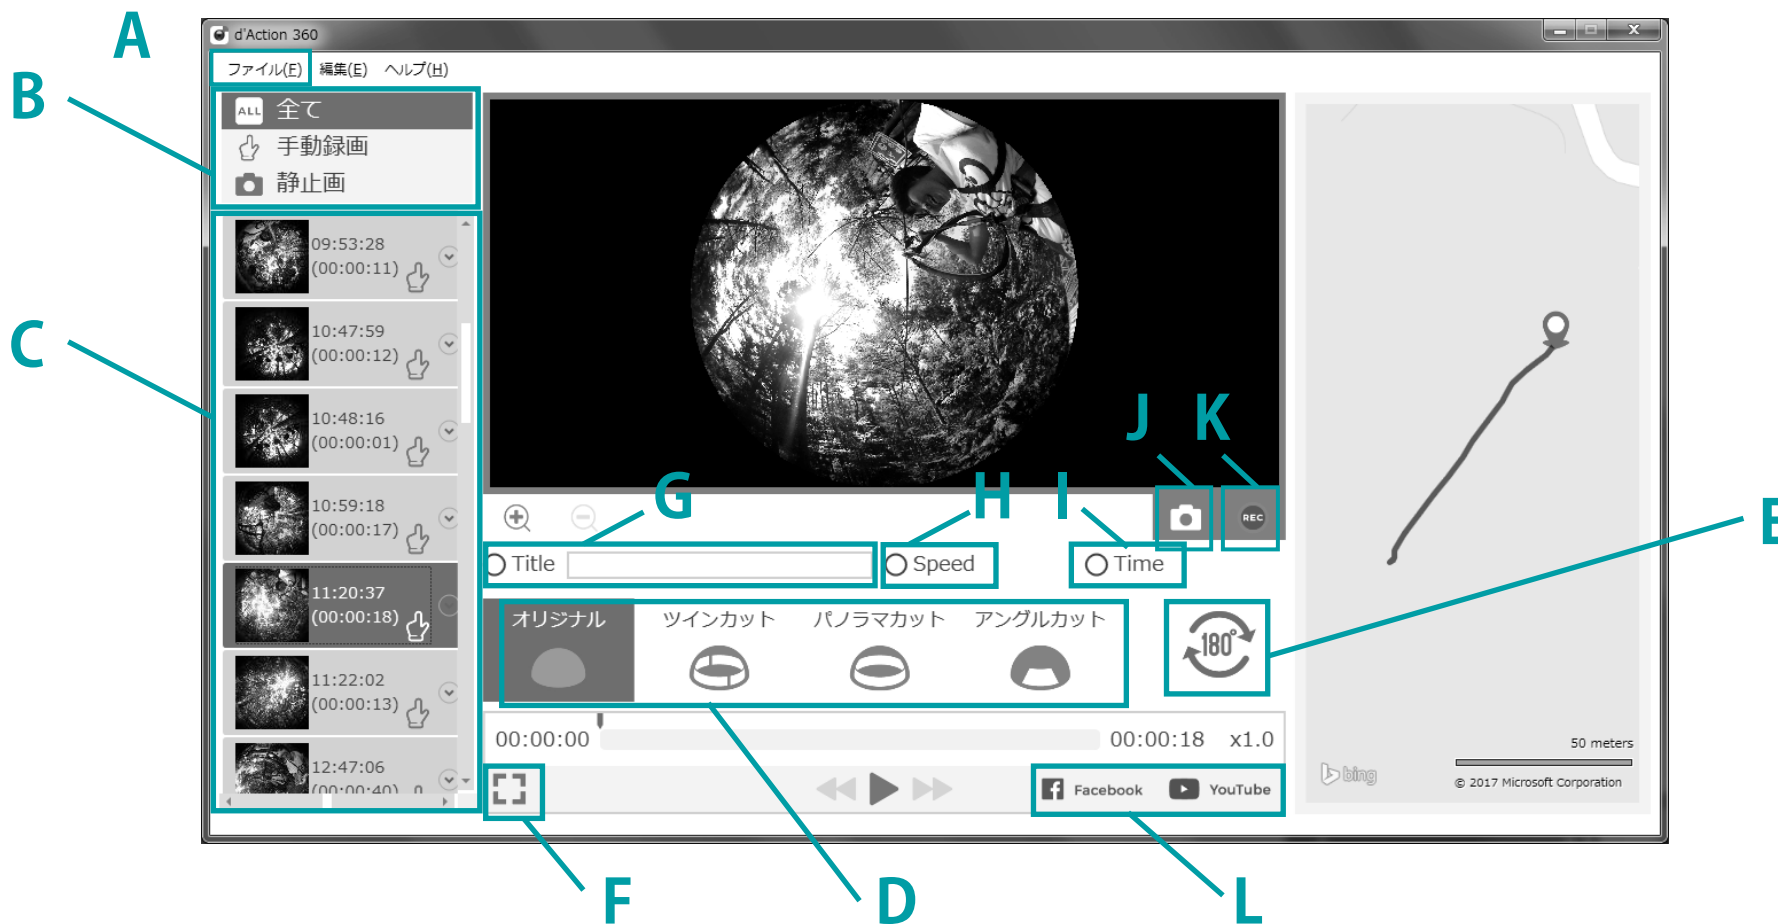 A
d'Action 360
B
ファイル(F) 編集(E) ヘルプ(H)
ALL 全て
手動録画
静止画
C
09:53:28
(00:00:11)
10:47:59
(00:00:12)
10:48:16
(00:00:01)
10:59:18
(00:00:17)
11:20:37
(00:00:18)
11:22:02
(00:00:13)
12:47:06
(00:00:40)
J K
G H I
REC
E
Title Speed Time
オリジナル ツインカット パノラマカット アングルカット
180°
00:00:00 00:00:18 x1.0
Facebook YouTube
50 meters
bing
© 2017 Microsoft Corporation
F D L